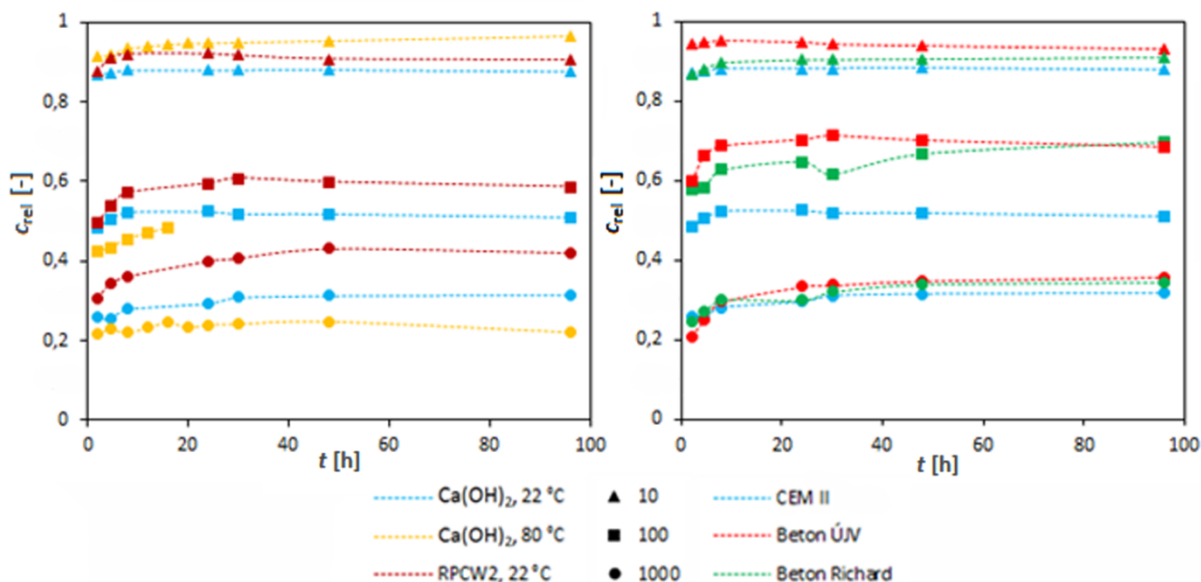 1
0,8
0,6
0,4
0,2
0
c_rel [-]
0 20 40 60 80 100
t [h]
1
0,8
0,6
0,4
0,2
0
c_rel [-]
0 20 40 60 80 100
t [h]
Ca(OH)₂, 22 °C 10 CEM II
Ca(OH)₂, 80 °C 100 Beton ÚJV
RPCW2, 22 °C 1000 Beton Richard